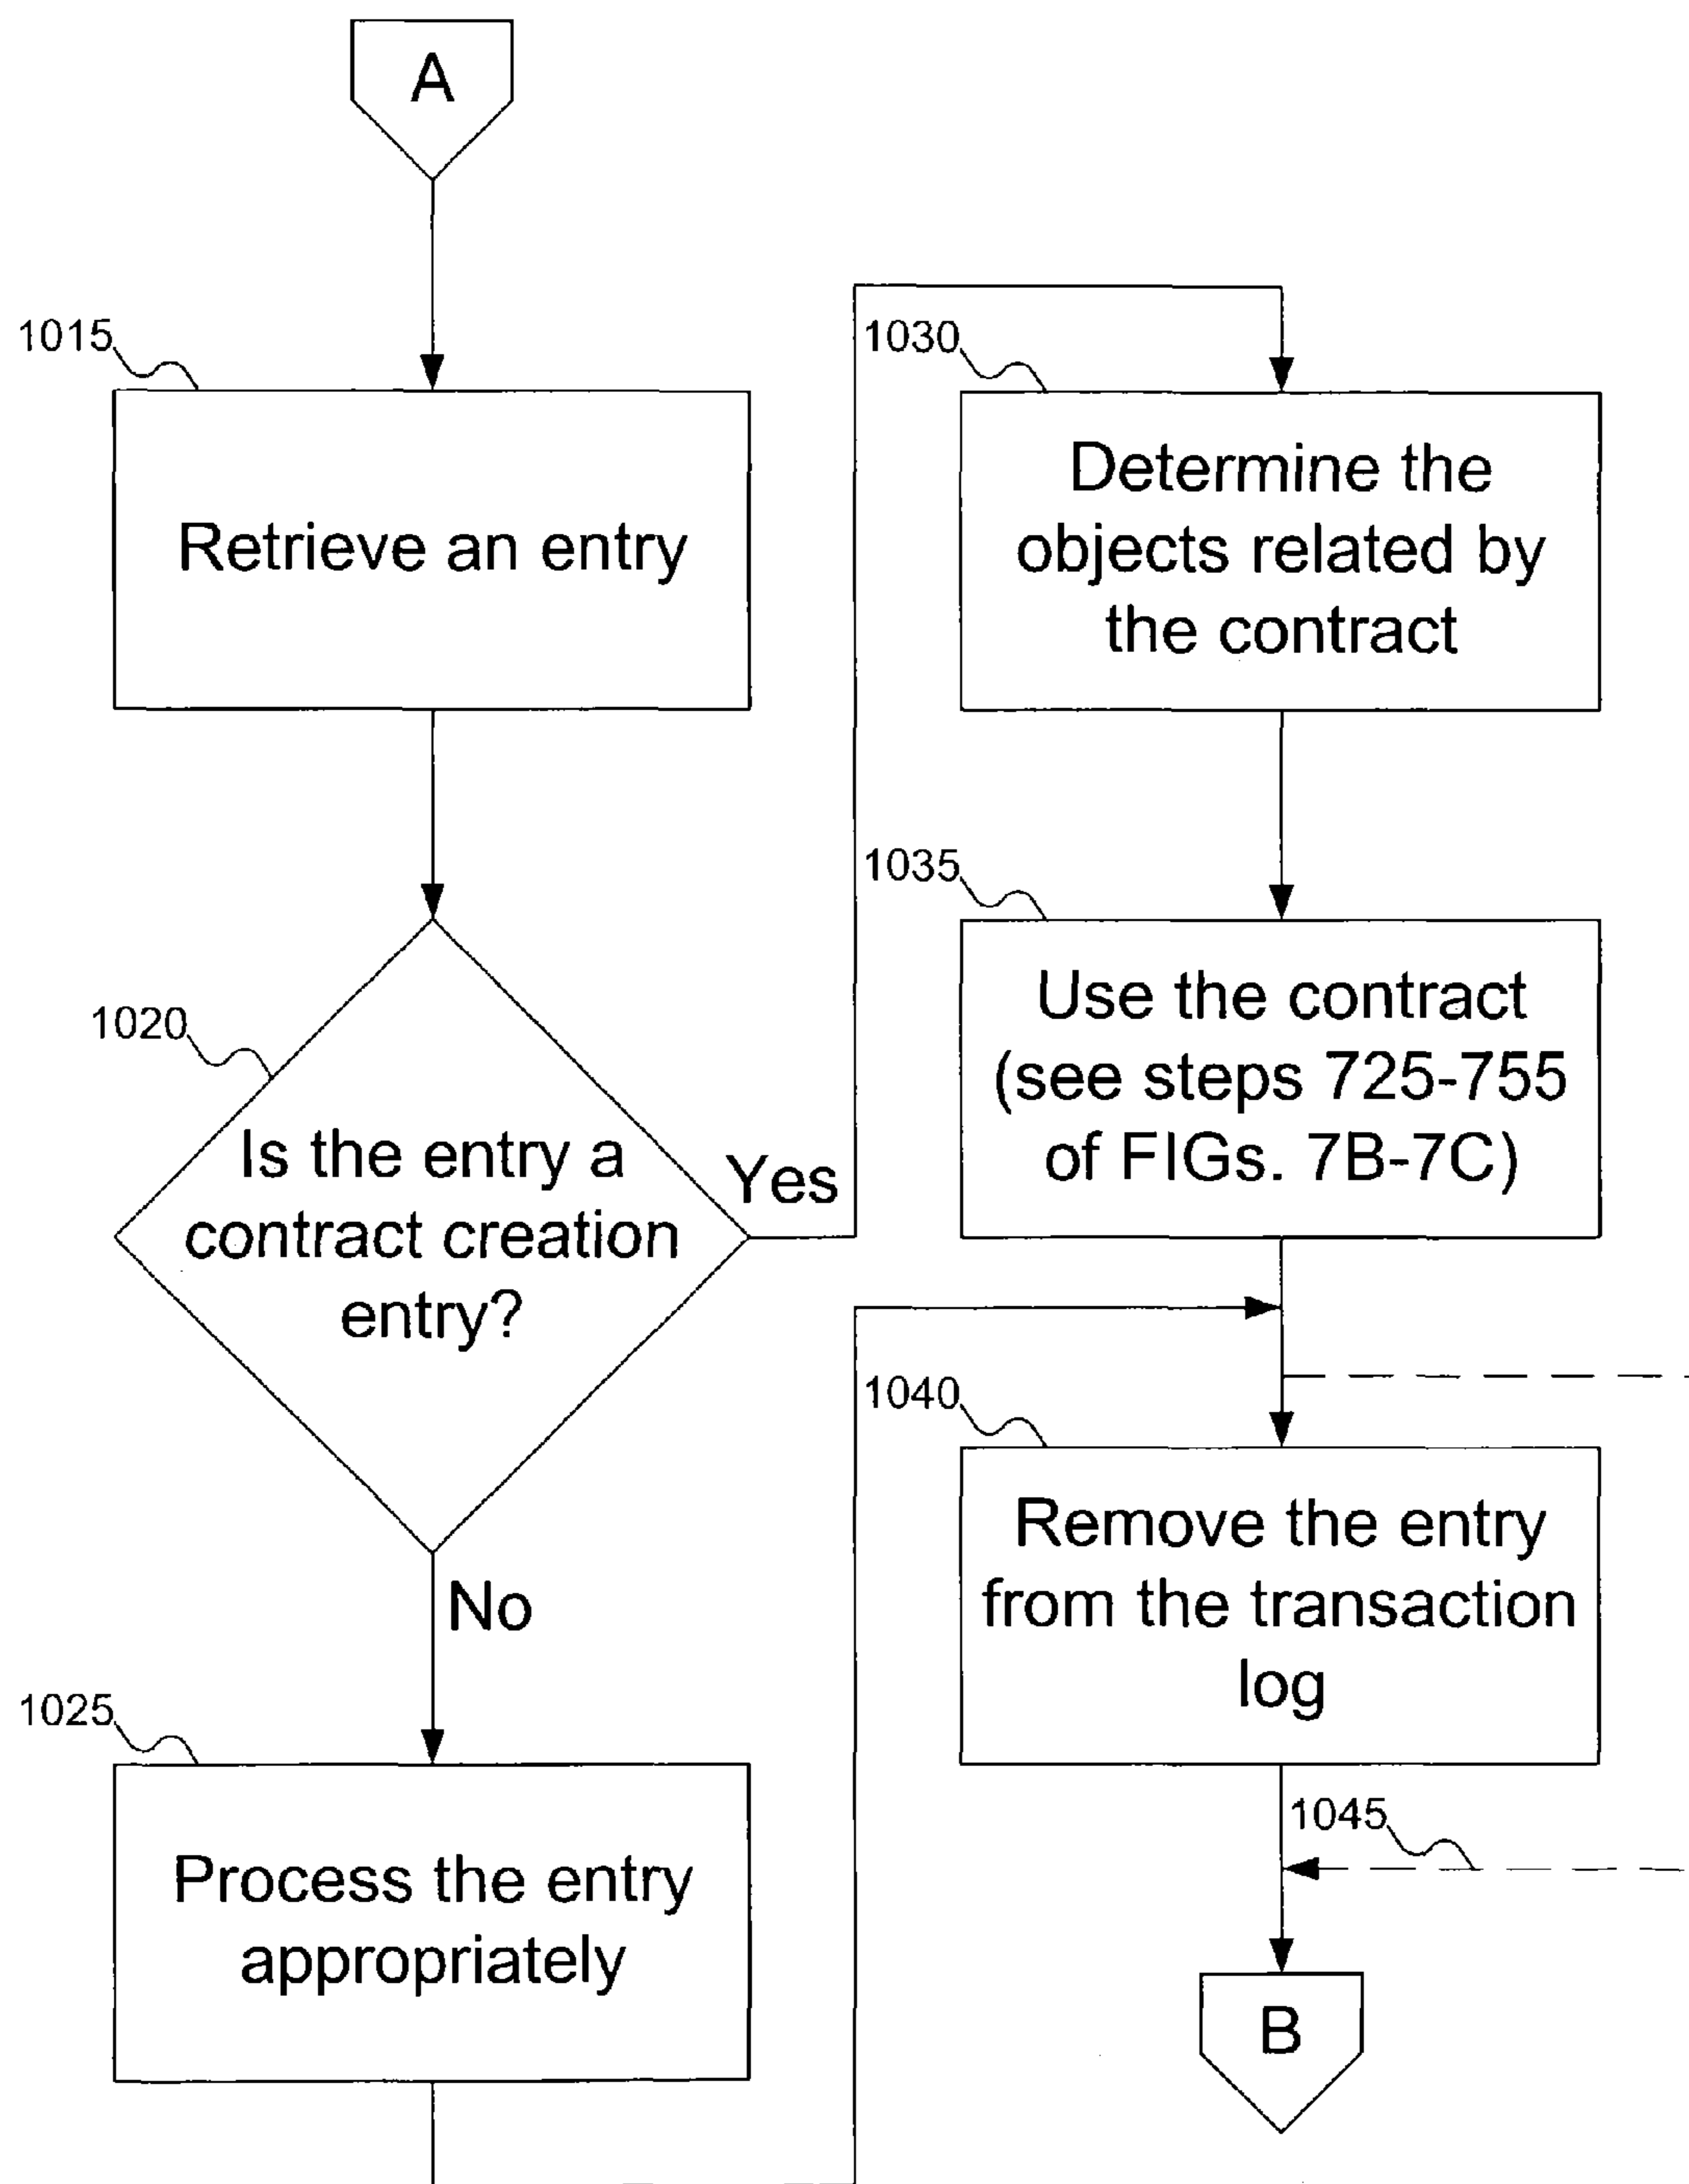 A
1015
Retrieve an entry
1020
Is the entry a
contract creation
entry?
Yes
No
1025
Process the entry
appropriately
1030
Determine the
objects related by
the contract
1035
Use the contract
(see steps 725-755
of FIGs. 7B-7C)
1040
Remove the entry
from the transaction
log
1045
B